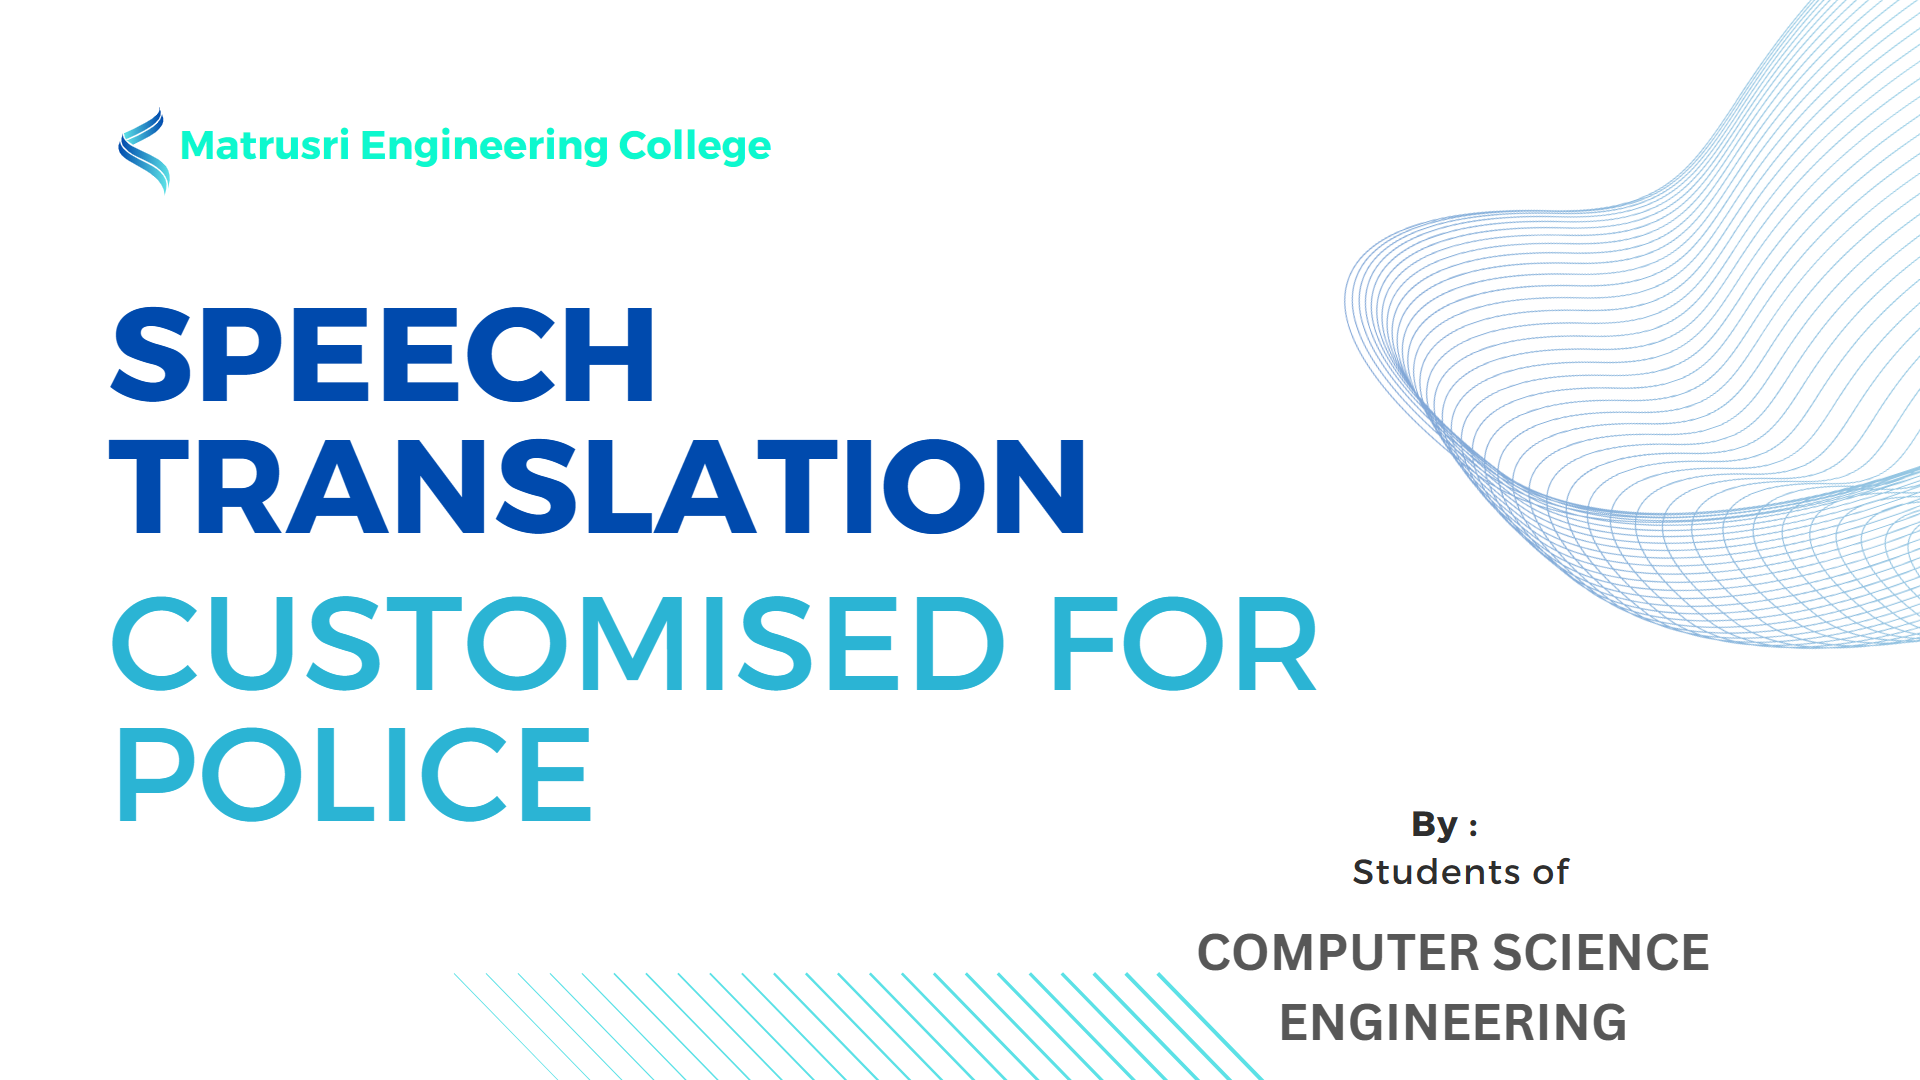 Matrusri Engineering College
SPEECH
TRANSLATION
CUSTOMISED FOR
POLICE
By :
Students of
COMPUTER SCIENCE
ENGINEERING